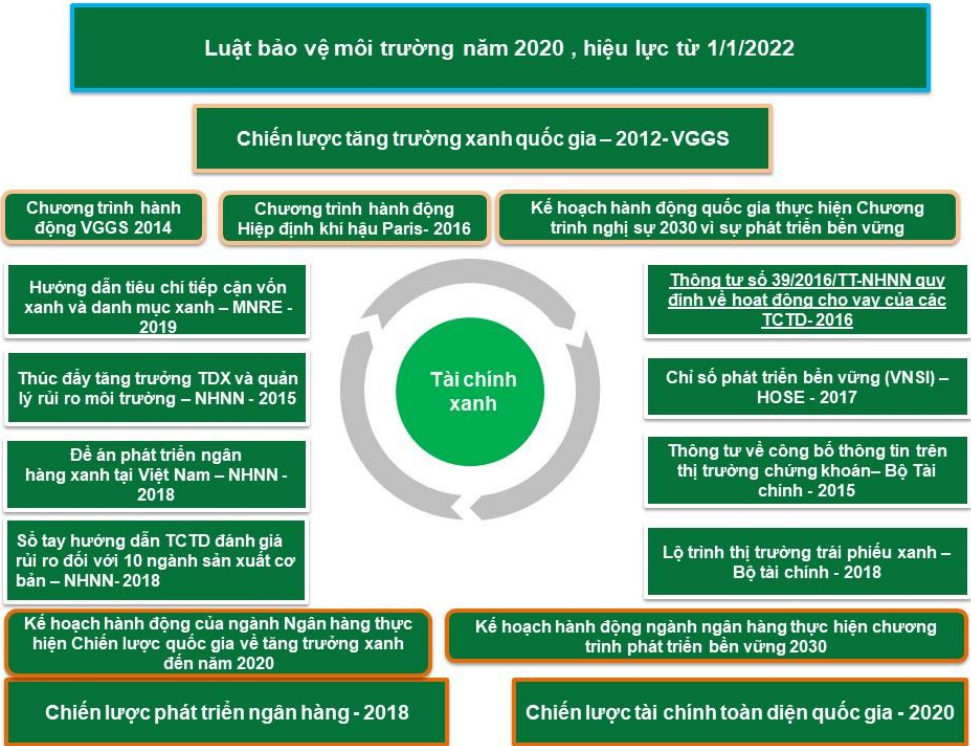 Luật bảo vệ môi trường năm 2020 , hiệu lực từ 1/1/2022
Chiến lược tăng trường xanh quốc gia – 2012- VGGS
Chương trình hành
động VGGS 2014
Chương trình hành động
Hiệp định khí hậu Paris- 2016
Kế hoạch hành động quốc gia thực hiện Chương
trình nghị sự 2030 vì sự phát triển bền vững
Hướng dẫn tiêu chí tiếp cận vốn
xanh và danh mục xanh – MNRE -
2019
Thúc đẩy tăng trưởng TDX và quản
lý rủi ro môi trường – NHNN - 2015
Đề án phát triển ngân
hàng xanh tại Việt Nam – NHNN -
2018
Sổ tay hướng dẫn TCTD đánh giá
rủi ro đối với 10 ngành sản xuất cơ
bản – NHNN- 2018
Tài chính
xanh
Thông tư số 39/2016/TT-NHNN quy
định về hoạt động cho vay của các
TCTD- 2016
Chỉ số phát triển bền vững (VNSI) –
HOSE - 2017
Thông tư về công bố thông tin trên
thị trường chứng khoán– Bộ Tài
chính - 2015
Lộ trình thị trường trái phiếu xanh –
Bộ tài chính - 2018
Kế hoạch hành động của ngành Ngân hàng thực
hiện Chiến lược quốc gia về tăng trưởng xanh
đến năm 2020
Kế hoạch hành động ngành ngân hàng thực hiện chương
trình phát triển bền vững 2030
Chiến lược phát triển ngân hàng - 2018
Chiến lược tài chính toàn diện quốc gia - 2020